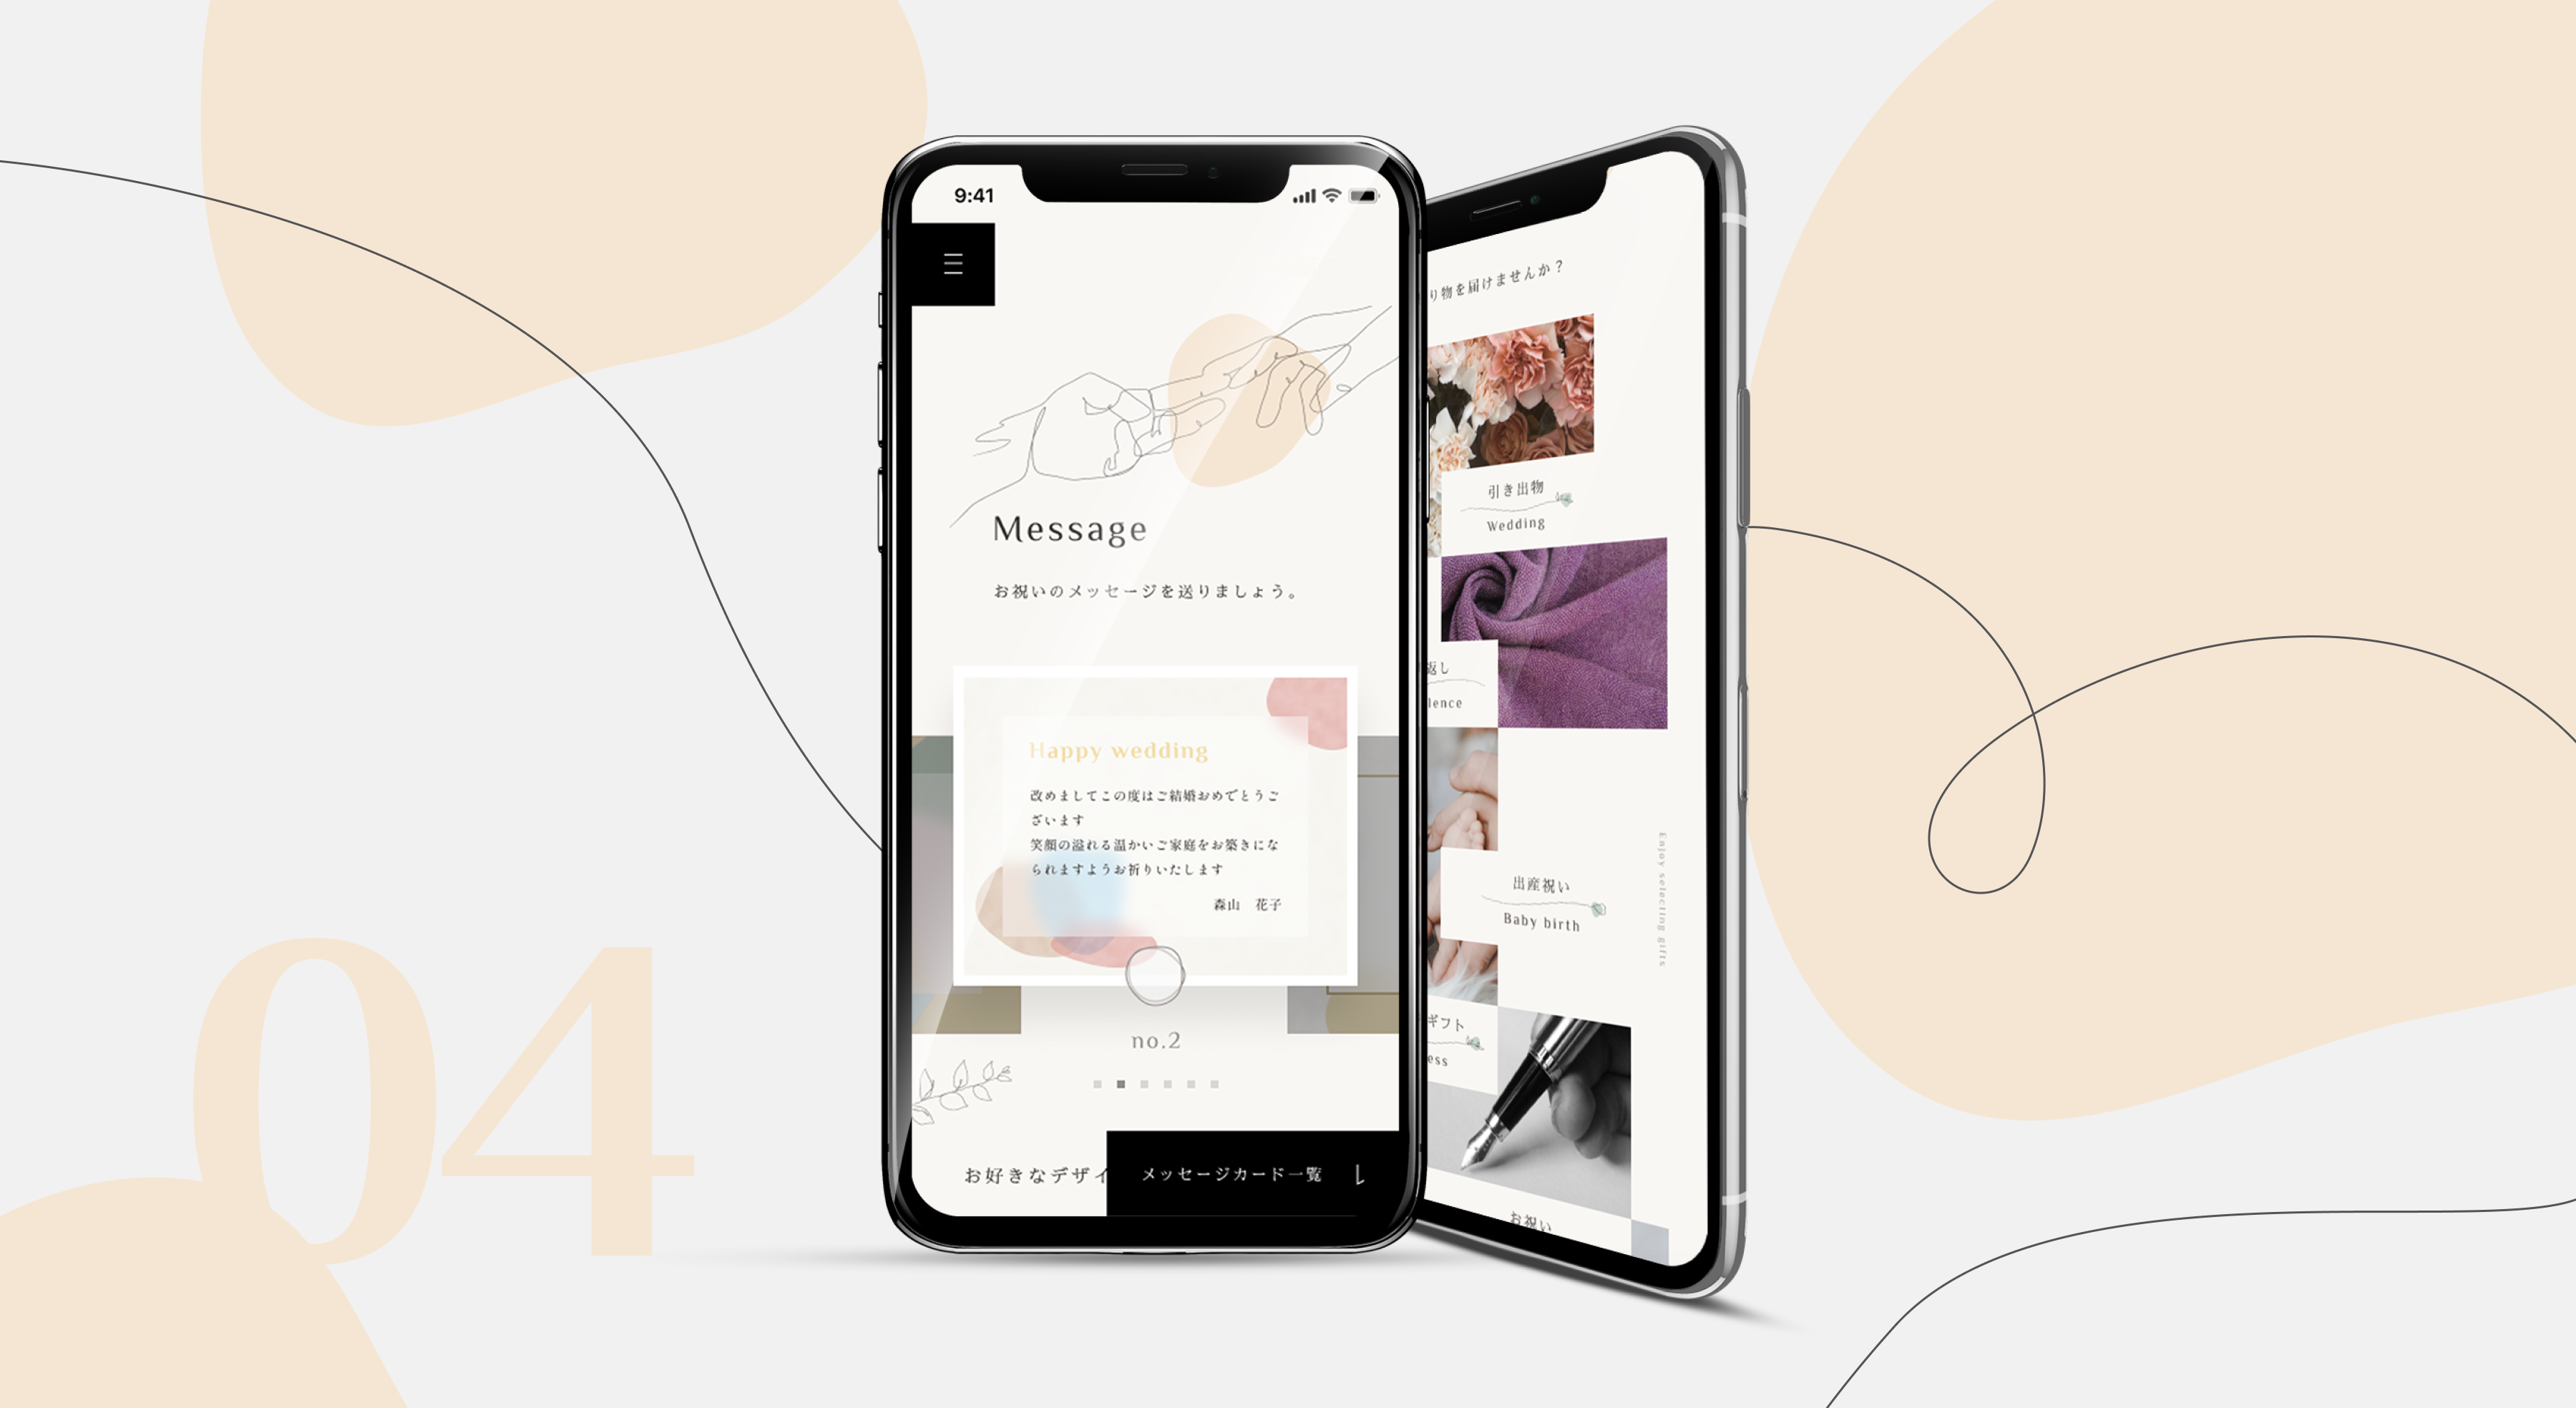 9:41
Message
お祝いのメッセージを送りましょう。
Happy wedding
改めましてこの度はご結婚おめでとうご
ざいます
笑顔の溢れる温かいご家庭をお築きにな
られますようお祈りいたします
森山　花子
no.2
お好きなデザイ
メッセージカード一覧
り物を届けませんか？
引き出物
Wedding
返し
lence
出産祝い
Baby birth
Enjoy selecting gifts
ギフト
ess
お祝い
04